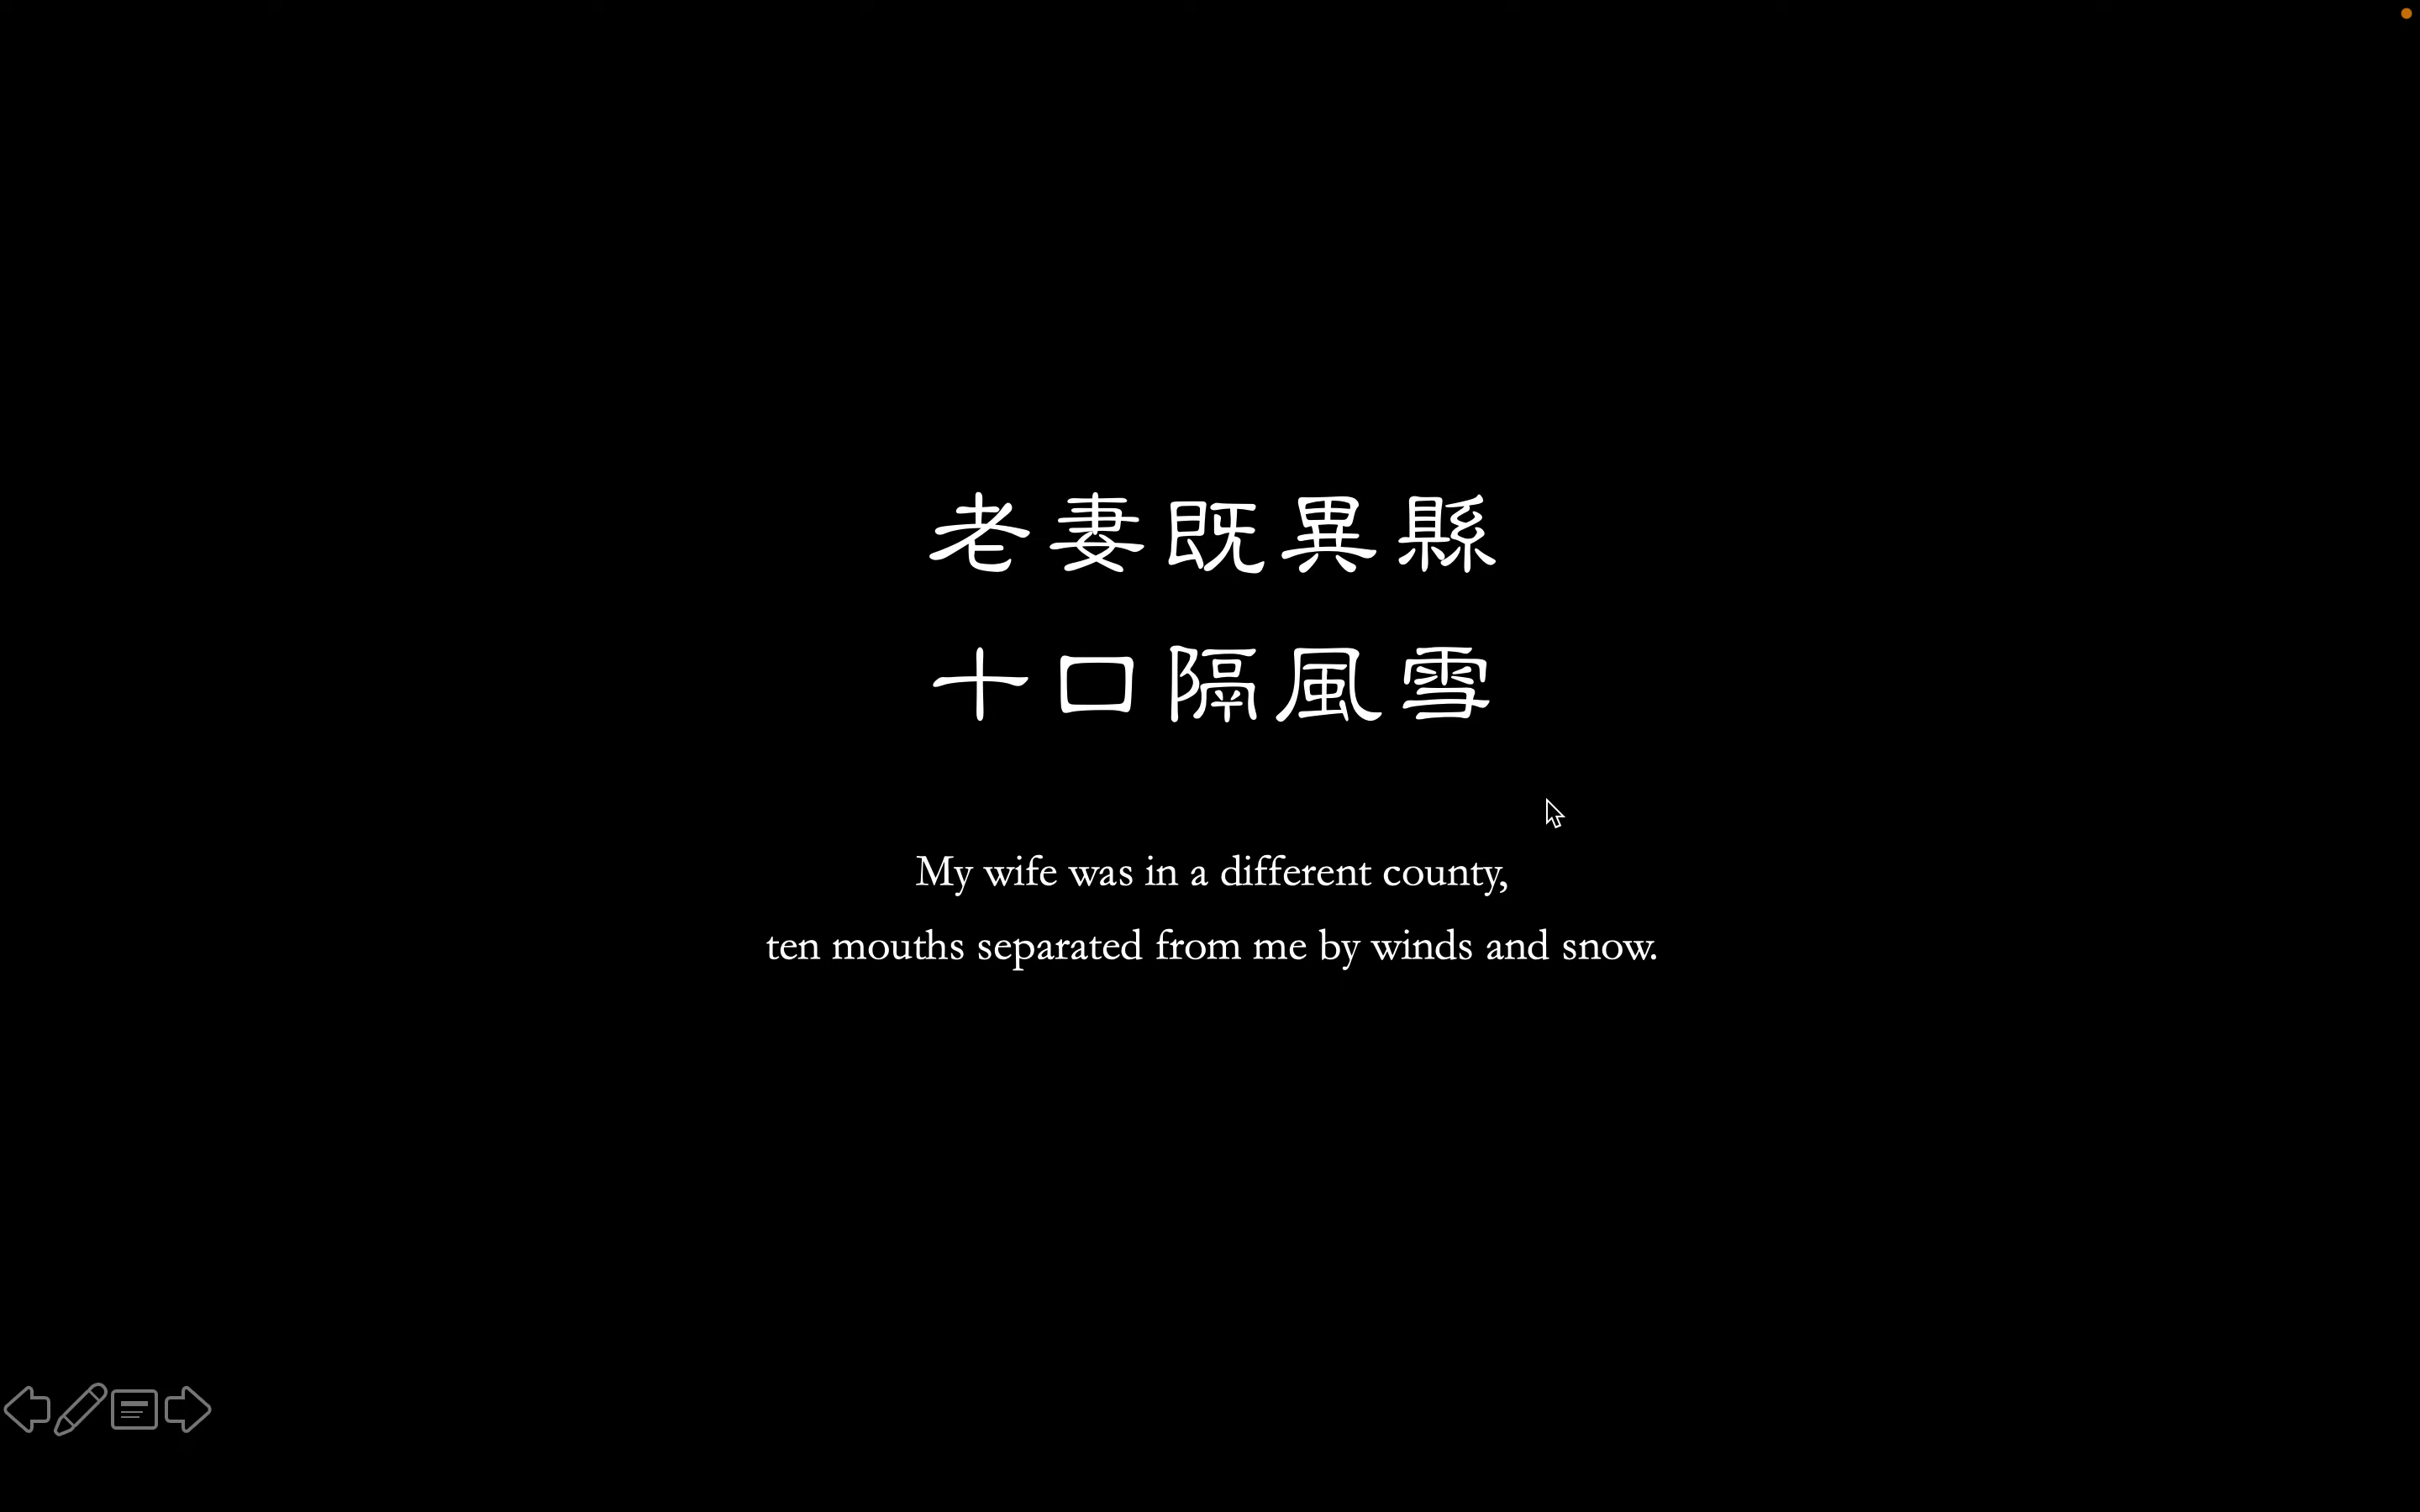 老妻既異縣
十口隔風雪
My wife was in a different county,
ten mouths separated from me by winds and snow.